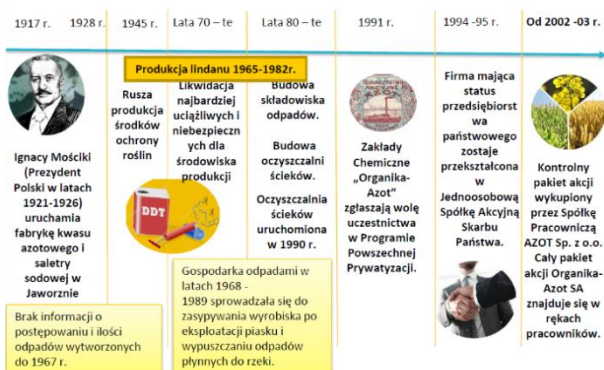 1917 r. 1928 r. 1945 r. Lata 70 – te Lata 80 – te 1991 r. 1994 -95 r. Od 2002 -03 r.
Produkcja lindanu 1965-1982r.
Ignacy Mościki
(Prezydent
Polski w latach
1921-1926)
uruchamia
fabrykę kwasu
azotowego i
saletry
sodowej w
Jaworznie
Rusza
produkcja
środków
ochrony
roślin
DDT
Likwidacja
najbardziej
uciążliwych i
niebezpieczn
ych dla
środowiska
produkcji
Budowa
składowiska
odpadów.
Budowa
oczyszczalni
ścieków.
Oczyszczalnia
ścieków
uruchomiona
w 1990 r.
Zakłady
Chemiczne
„Organika-
Azot”
zgłaszają wolę
uczestnictwa
w Programie
Powszechnej
Prywatyzacji.
Firma mająca
status
przedsiębiorst
wa
państwowego
zostaje
przekształcona
w
Jednoosobową
Spółkę Akcyjną
Skarbu
Państwa.
Kontrolny
pakiet akcji
wykupiony
przez Spółkę
Pracowniczą
AZOT Sp. z o.o.
Cały pakiet
akcji Organika-
Azot SA
znajduje się w
rękach
pracowników.
Brak informacji o
postępowaniu i ilości
odpadów wytworzonych
do 1967 r.
Gospodarka odpadami w
latach 1968 -
1989 sprowadzała się do
zasypywania wyrobiska po
eksploatacji piasku i
wypuszczaniu odpadów
płynnych do rzeki.